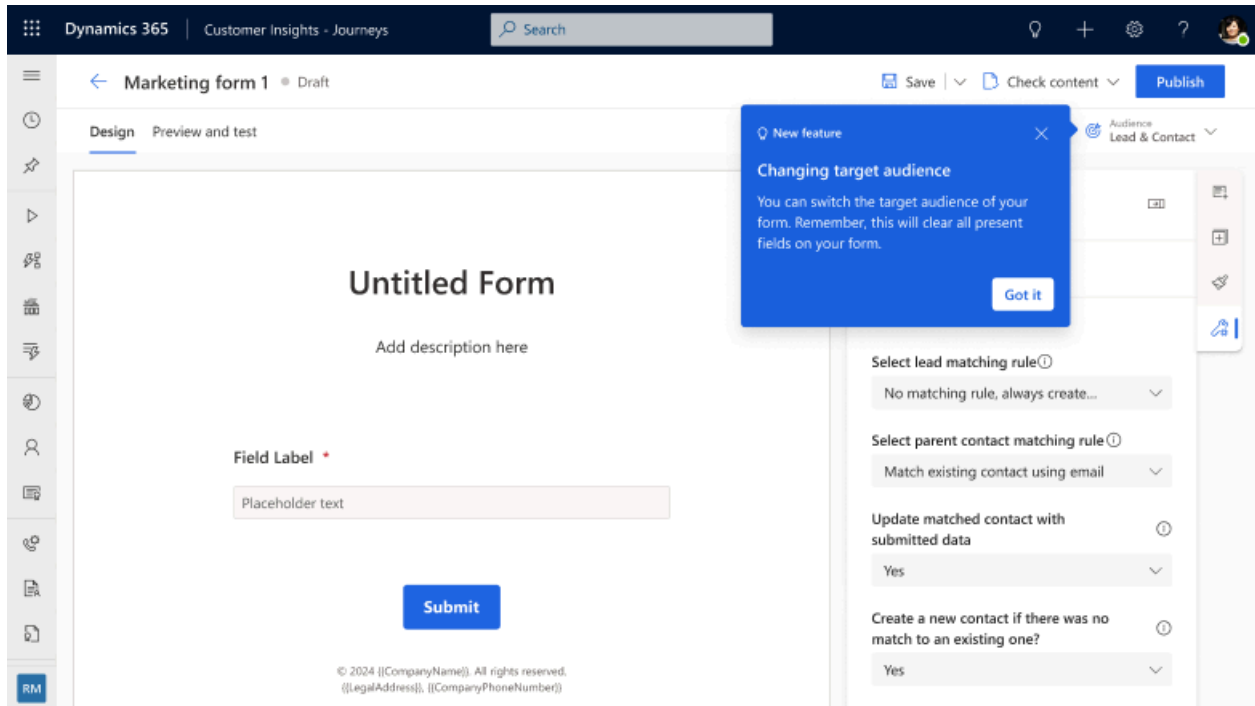 Dynamics 365
Customer Insights - Journeys
Search
Marketing form 1
Draft
Save
Check content
Publish
Design
Preview and test
Audience
Lead & Contact
New feature
Changing target audience
You can switch the target audience of your
form. Remember, this will clear all present
fields on your form.
Got it
Untitled Form
Add description here
Field Label *
Placeholder text
Submit
© 2024 {{CompanyName}}. All rights reserved.
{{LegalAddress}}, {{CompanyPhoneNumber}}
Select lead matching rule
No matching rule, always create...
Select parent contact matching rule
Match existing contact using email
Update matched contact with
submitted data
Yes
Create a new contact if there was no
match to an existing one?
Yes
RM